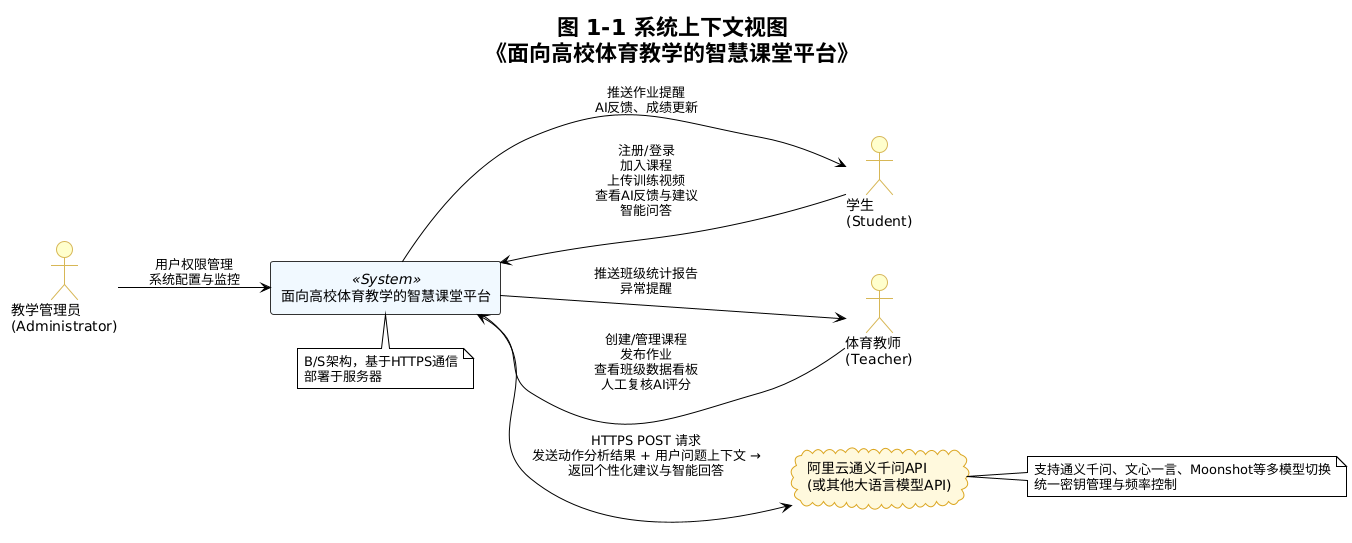 图 1-1 系统上下文视图
《面向高校体育教学的智慧课堂平台》
推送作业提醒
AI反馈、成绩更新
注册/登录
加入课程
上传训练视频
查看AI反馈与建议
智能问答
学生
(Student)
用户权限管理
系统配置与监控
教学管理员
(Administrator)
«System»
面向高校体育教学的智慧课堂平台
推送班级统计报告
异常提醒
体育教师
(Teacher)
B/S架构，基于HTTPS通信
部署于服务器
创建/管理课程
发布作业
查看班级数据看板
人工复核AI评分
HTTPS POST 请求
发送动作分析结果 + 用户问题上下文 →
返回个性化建议与智能回答
阿里云通义千问API
(或其他大语言模型API)
支持通义千问、文心一言、Moonshot等多模型切换
统一密钥管理与频率控制